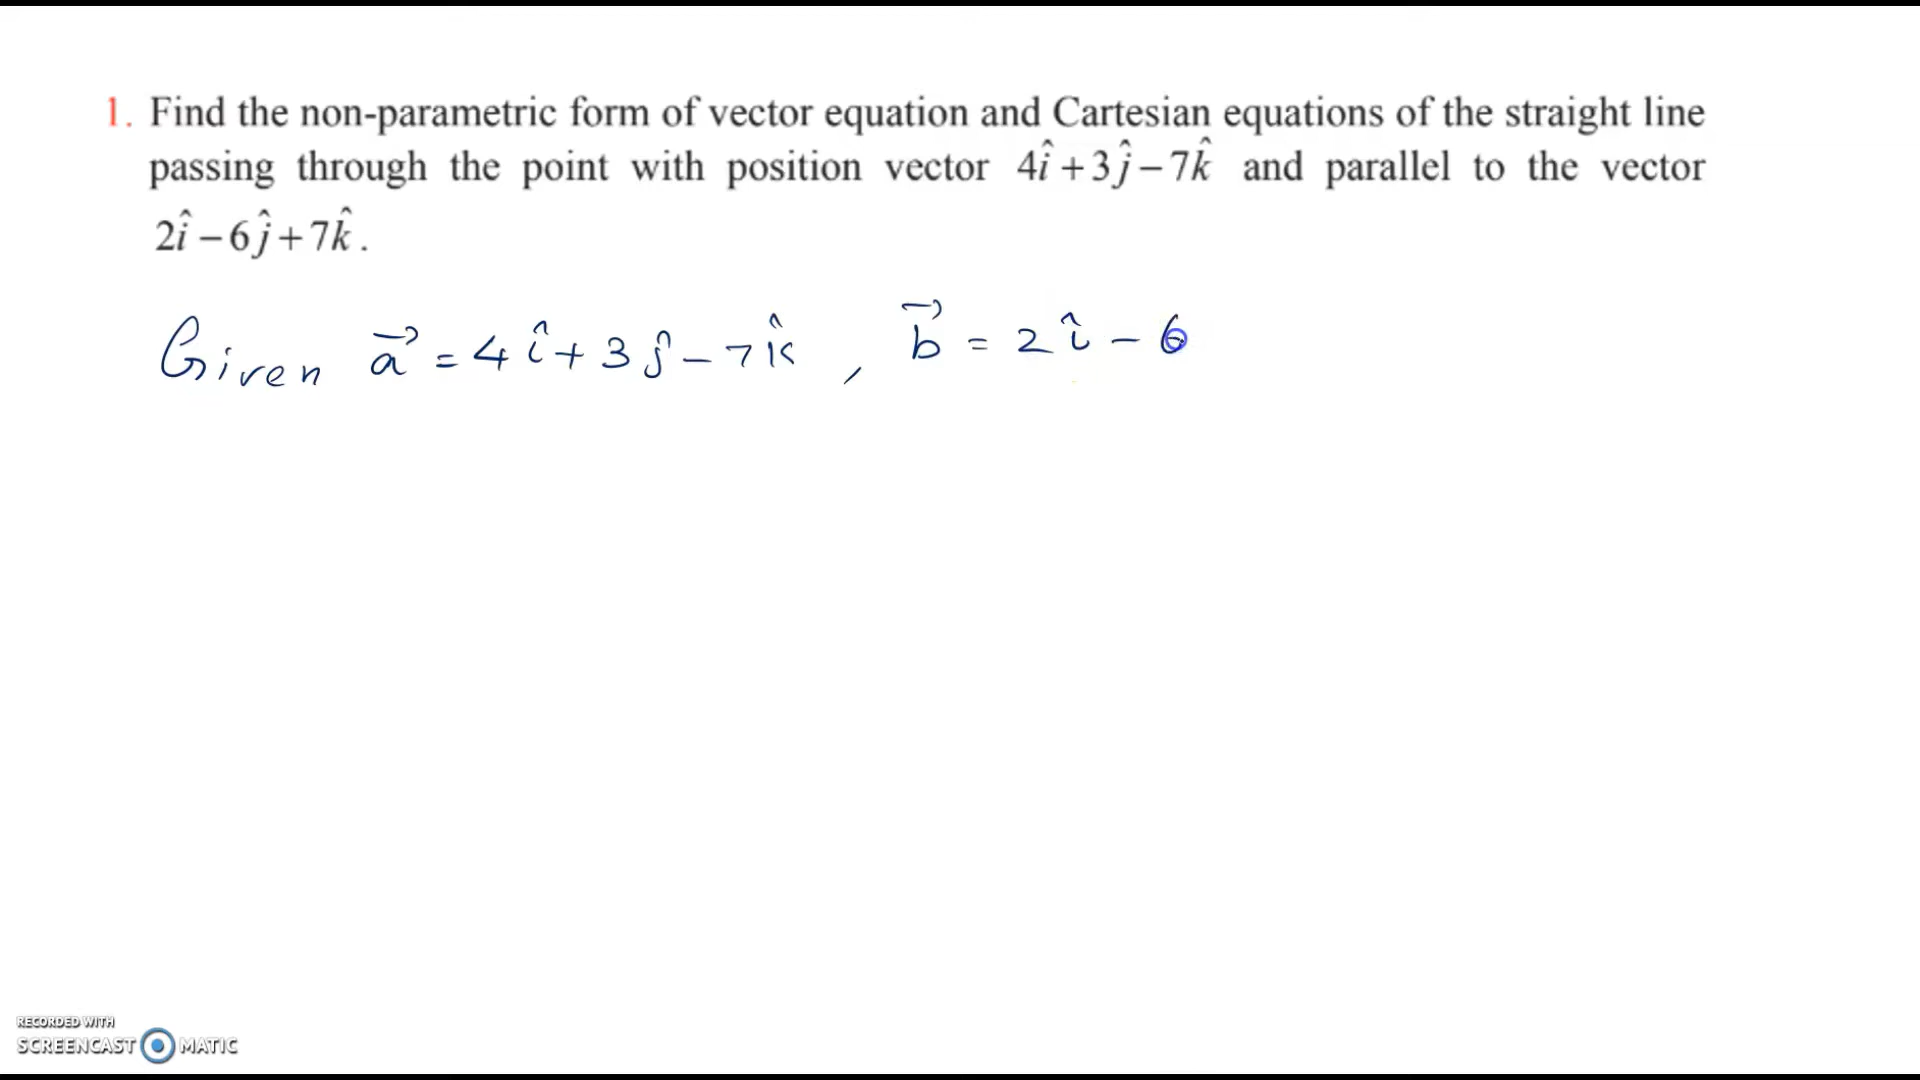 1. Find the non-parametric form of vector equation and Cartesian equations of the straight line
passing through the point with position vector 4î + 3ĵ − 7k̂ and parallel to the vector
2î − 6ĵ + 7k̂ .
Given a⃗ = 4î + 3ĵ − 7k̂ , b⃗ = 2î − 6
RECORDED WITH
SCREENCAST MATIC